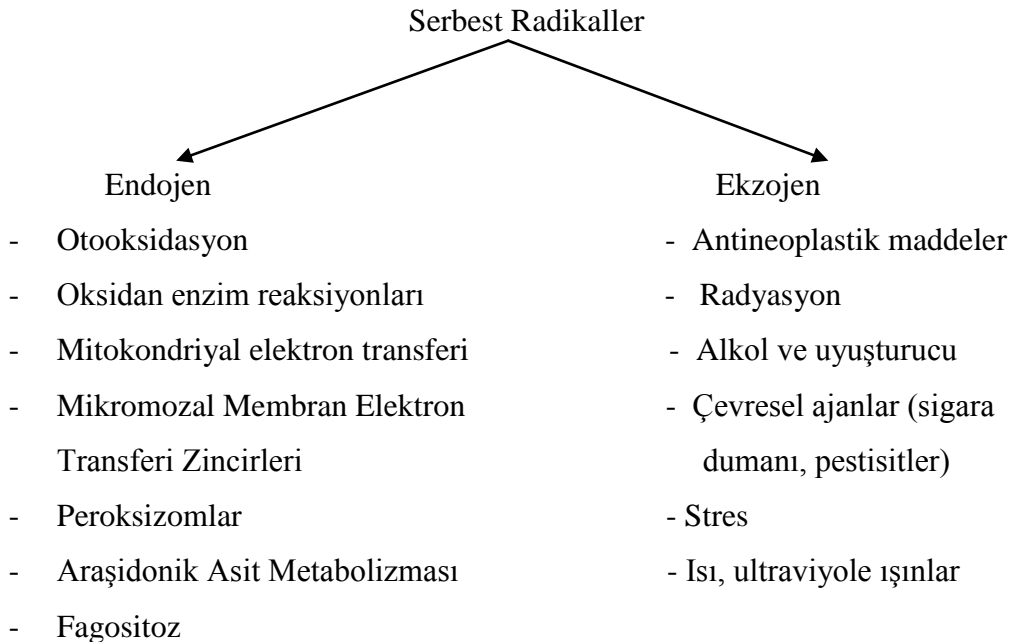 Serbest Radikaller
Endojen
- Otooksidasyon
- Oksidan enzim reaksiyonları
- Mitokondriyal elektron transferi
- Mikromozal Membran Elektron
Transferi Zincirleri
- Peroksizomlar
- Araşidonik Asit Metabolizması
- Fagositoz
Ekzojen
- Antineoplastik maddeler
- Radyasyon
- Alkol ve uyuşturucu
- Çevresel ajanlar (sigara
dumanı, pestisitler)
- Stres
- Isı, ultraviyole ışınlar